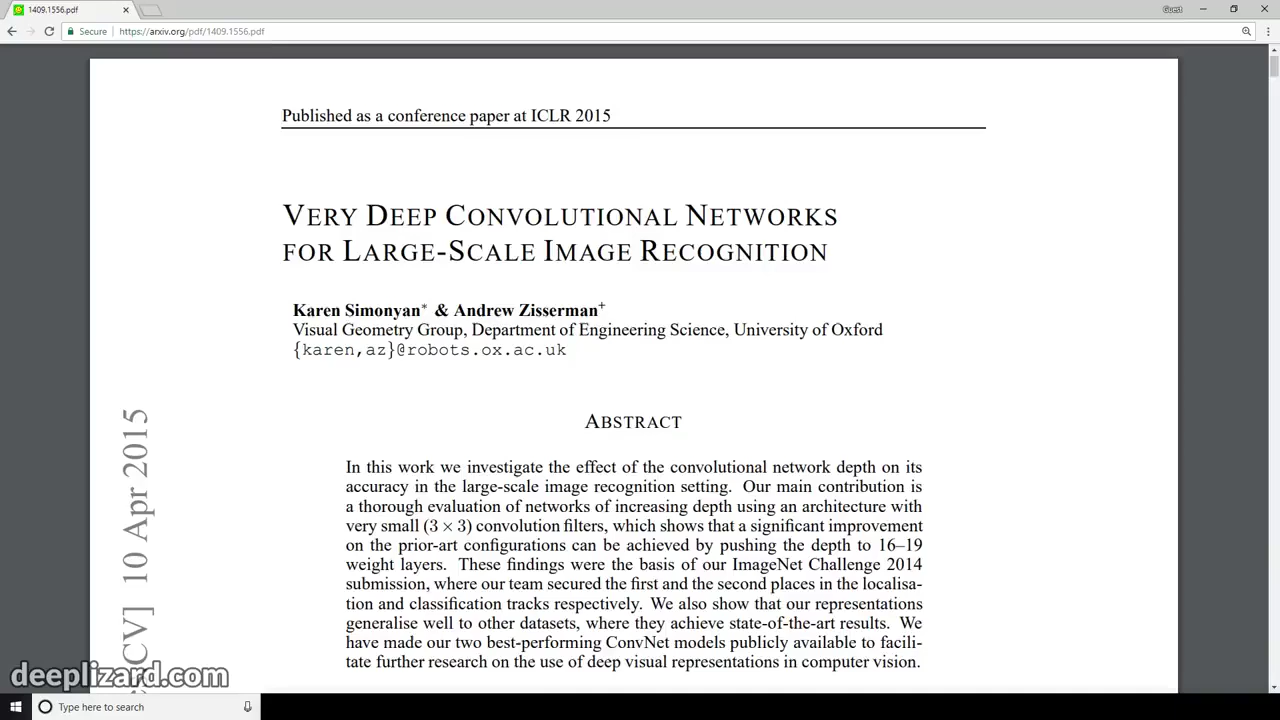 1409.1556.pdf
Guest
Secure
https://arxiv.org/pdf/1409.1556.pdf
Published as a conference paper at ICLR 2015
VERY DEEP CONVOLUTIONAL NETWORKS
FOR LARGE-SCALE IMAGE RECOGNITION
Karen Simonyan* & Andrew Zisserman+
Visual Geometry Group, Department of Engineering Science, University of Oxford
{karen,az}@robots.ox.ac.uk
ABSTRACT
In this work we investigate the effect of the convolutional network depth on its
accuracy in the large-scale image recognition setting. Our main contribution is
a thorough evaluation of networks of increasing depth using an architecture with
very small (3 × 3) convolution filters, which shows that a significant improvement
on the prior-art configurations can be achieved by pushing the depth to 16–19
weight layers. These findings were the basis of our ImageNet Challenge 2014
submission, where our team secured the first and the second places in the localisa-
tion and classification tracks respectively. We also show that our representations
generalise well to other datasets, where they achieve state-of-the-art results. We
have made our two best-performing ConvNet models publicly available to facili-
tate further research on the use of deep visual representations in computer vision.
CV] 10 Apr 2015
deeplizard.com
Type here to search